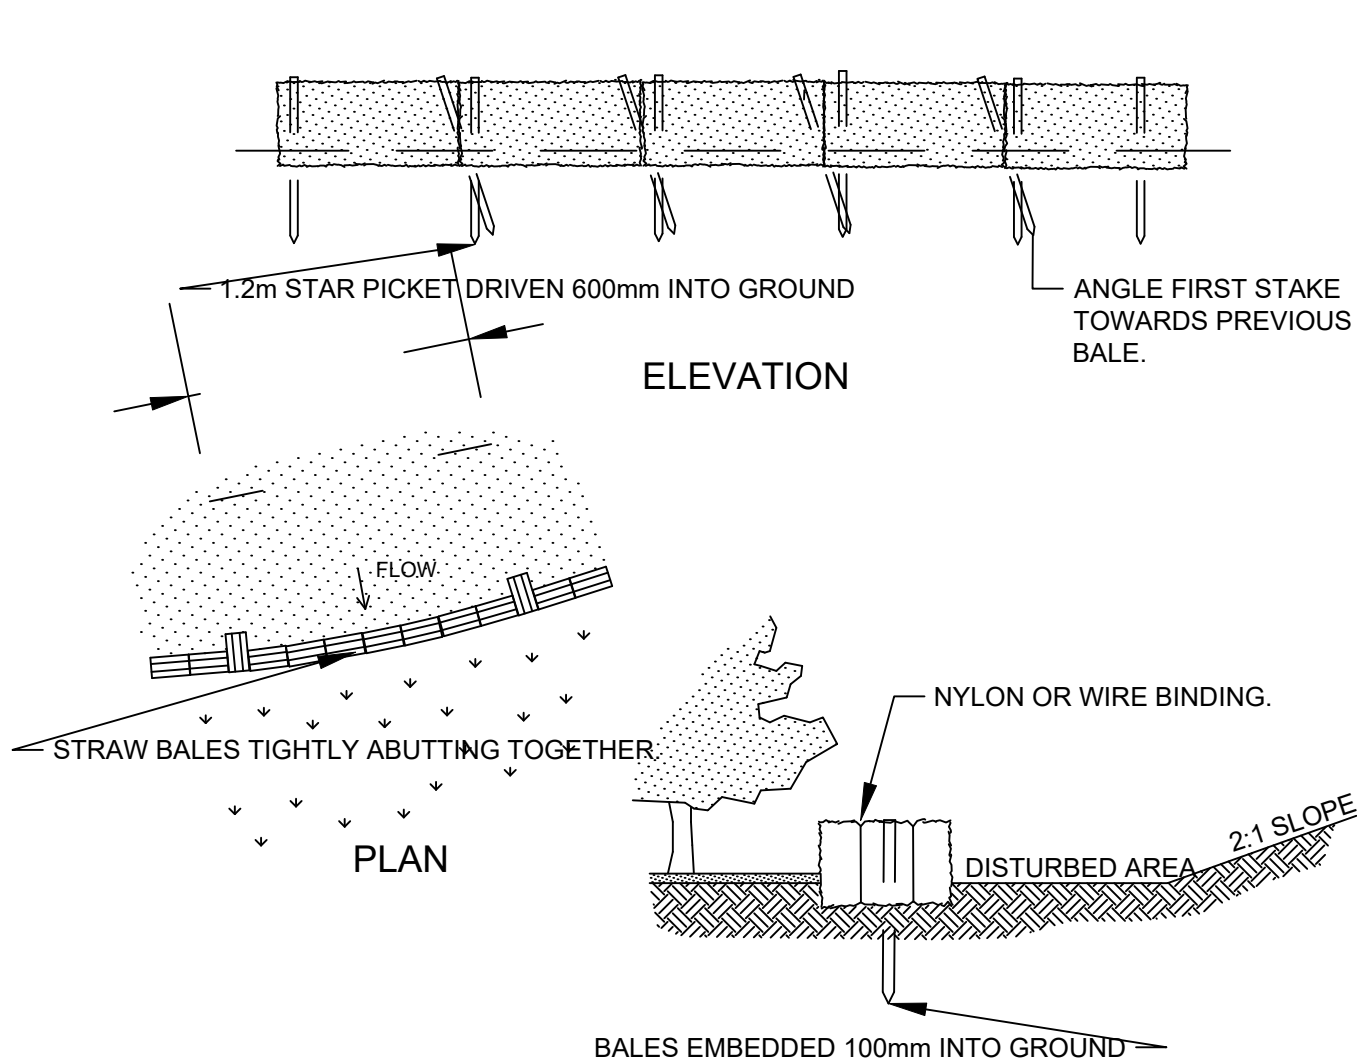 1.2m STAR PICKET DRIVEN 600mm INTO GROUND
ANGLE FIRST STAKE
TOWARDS PREVIOUS
BALE.
ELEVATION
FLOW
NYLON OR WIRE BINDING.
STRAW BALES TIGHTLY ABUTTING TOGETHER
PLAN
2:1 SLOPE
DISTURBED AREA
BALES EMBEDDED 100mm INTO GROUND